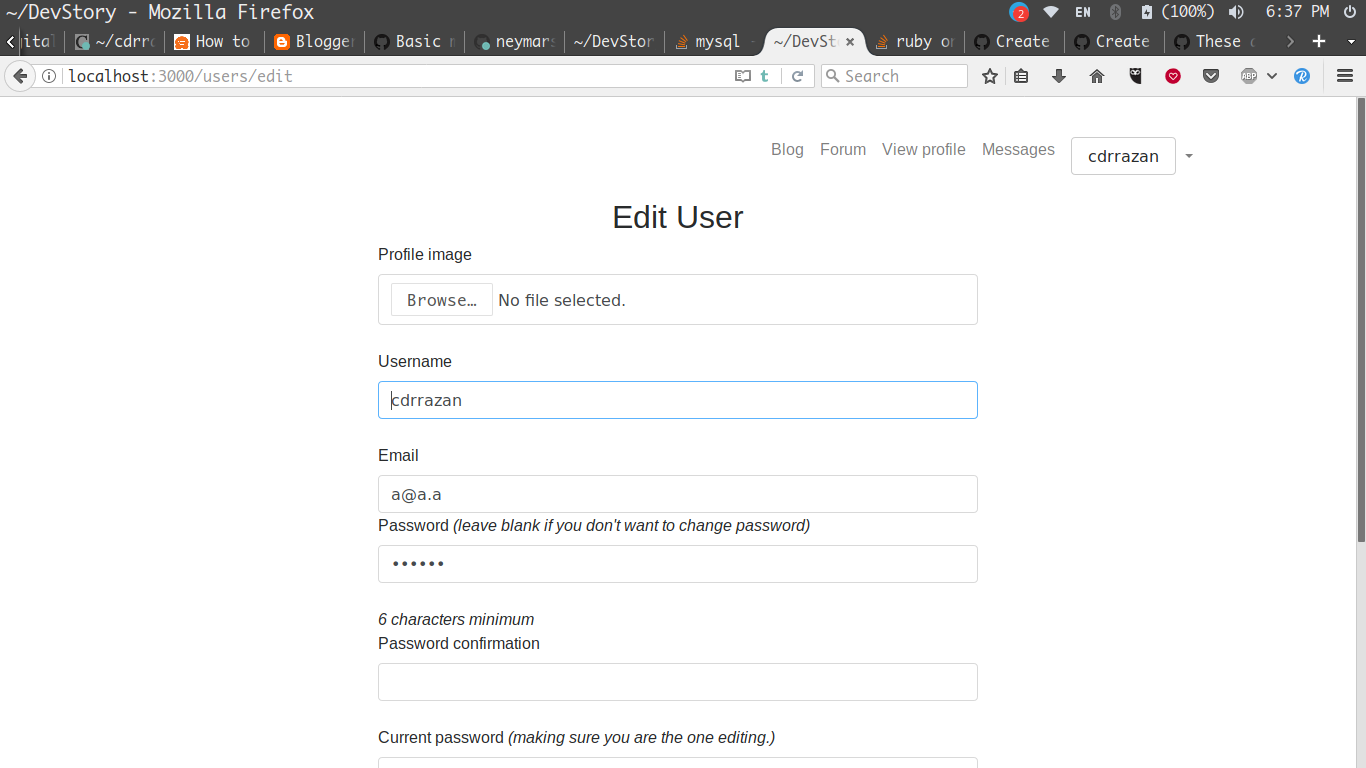 ~/DevStory - Mozilla Firefox
2 EN (100%) 6:37 PM
ital ~/cdrr How to Blogger Basic neymar ~/DevStor mysql ~/DevSt ruby on Create Create These
localhost:3000/users/edit t Search ABP
Blog Forum View profile Messages cdrrazan
Edit User
Profile image
Browse… No file selected.
Username
cdrrazan
Email
a@a.a
Password (leave blank if you don't want to change password)
••••••
6 characters minimum
Password confirmation
Current password (making sure you are the one editing.)